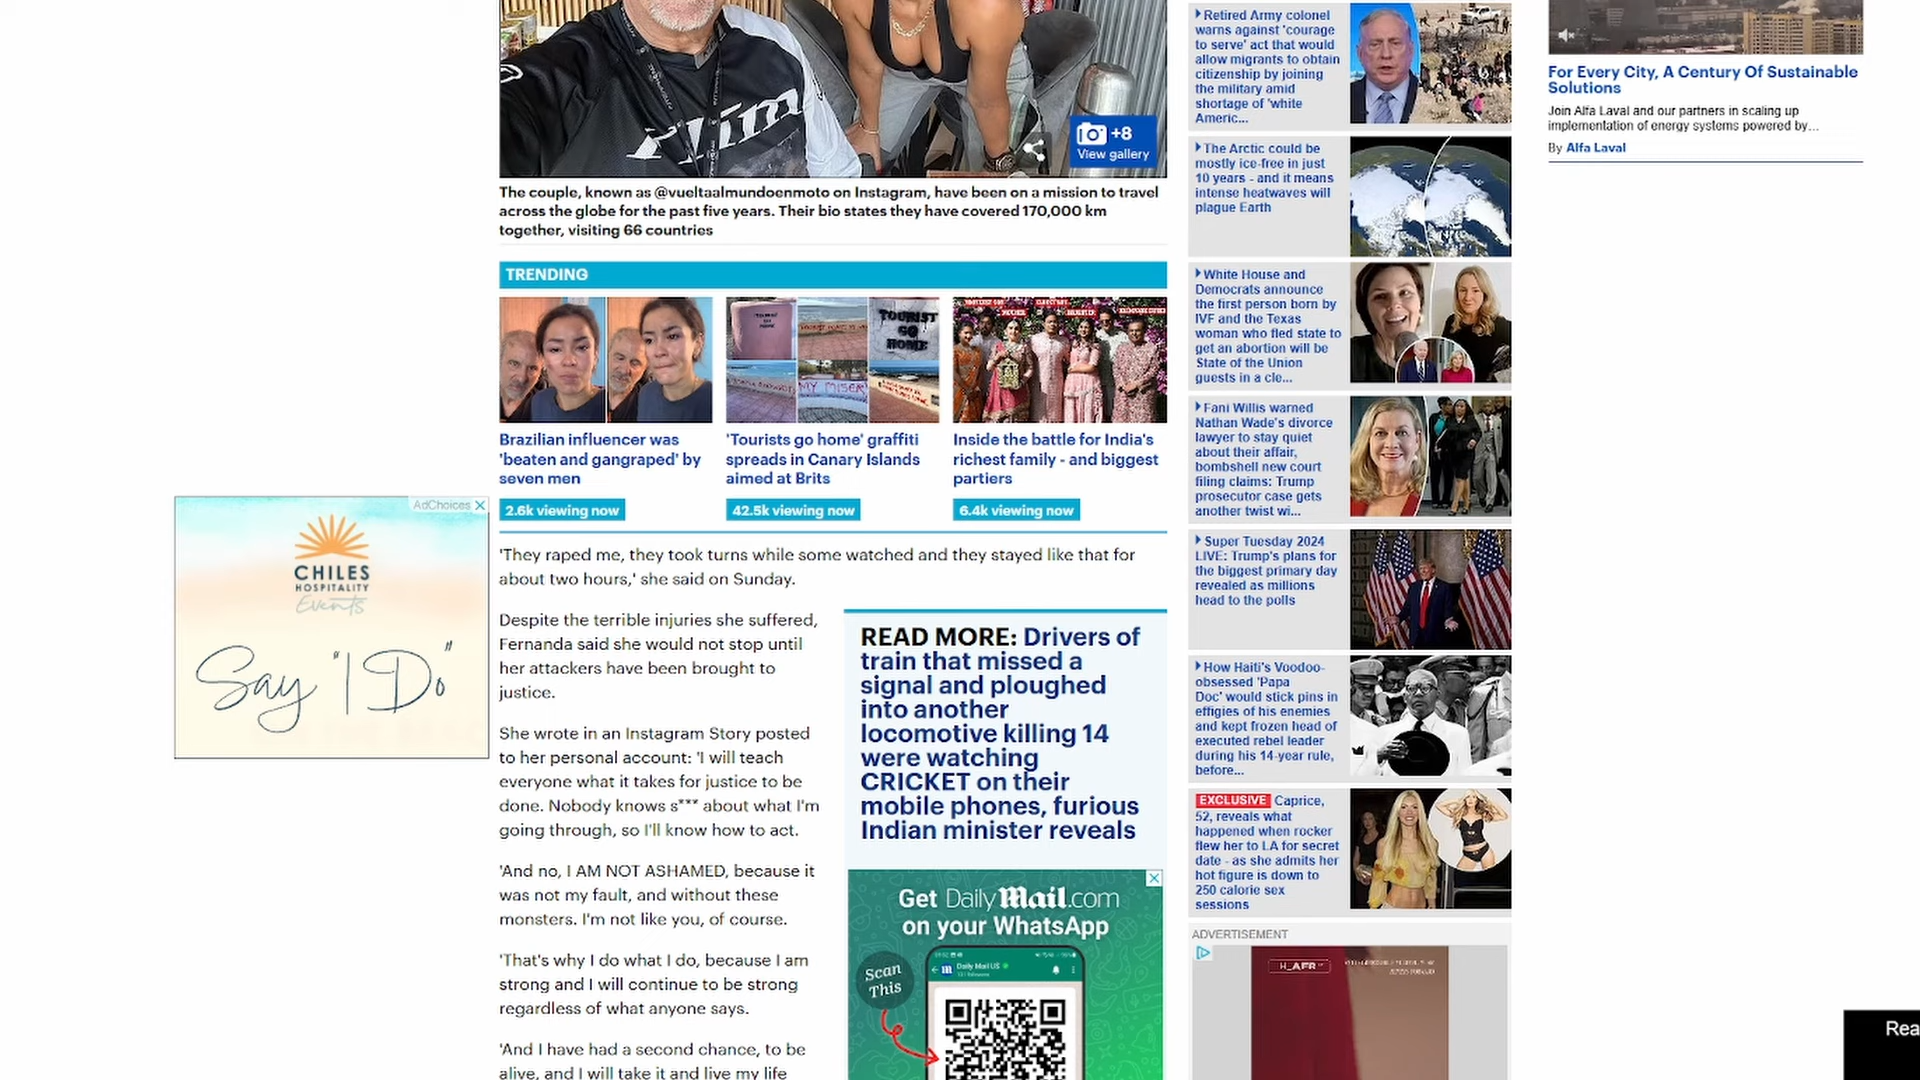 +8
View gallery
The couple, known as @vueltaalmundoenmoto on Instagram, have been on a mission to travel
across the globe for the past five years. Their bio states they have covered 170,000 km
together, visiting 66 countries
TRENDING
TOURIST
GO
HOME
MY MISERY
Brazilian influencer was
'beaten and gangraped' by
seven men
2.6k viewing now
'Tourists go home' graffiti
spreads in Canary Islands
aimed at Brits
42.5k viewing now
Inside the battle for India's
richest family - and biggest
partiers
6.4k viewing now
AdChoices
CHILES
HOSPITALITY
Events
Say "I Do"
'They raped me, they took turns while some watched and they stayed like that for
about two hours,' she said on Sunday.
Despite the terrible injuries she suffered,
Fernanda said she would not stop until
her attackers have been brought to
justice.
She wrote in an Instagram Story posted
to her personal account: 'I will teach
everyone what it takes for justice to be
done. Nobody knows s*** about what I'm
going through, so I'll know how to act.
'And no, I AM NOT ASHAMED, because it
was not my fault, and without these
monsters. I'm not like you, of course.
'That's why I do what I do, because I am
strong and I will continue to be strong
regardless of what anyone says.
'And I have had a second chance, to be
alive, and I will take it and live my life
READ MORE: Drivers of
train that missed a
signal and ploughed
into another
locomotive killing 14
were watching
CRICKET on their
mobile phones, furious
Indian minister reveals
Get Daily Mail.com
on your WhatsApp
Scan
This
Daily Mail US
Retired Army colonel
warns against 'courage
to serve' act that would
allow migrants to obtain
citizenship by joining
the military amid
shortage of 'white
Americ...
The Arctic could be
mostly ice-free in just
10 years - and it means
intense heatwaves will
plague Earth
White House and
Democrats announce
the first person born by
IVF and the Texas
woman who fled state to
get an abortion will be
State of the Union
guests in a cle...
Fani Willis warned
Nathan Wade's divorce
lawyer to stay quiet
about their affair,
bombshell new court
filing claims: Trump
prosecutor case gets
another twist wi...
Super Tuesday 2024
LIVE: Trump's plans for
the biggest primary day
revealed as millions
head to the polls
How Haiti's Voodoo-
obsessed 'Papa
Doc' would stick pins in
effigies of his enemies
and kept frozen head of
executed rebel leader
during his 14-year rule,
before...
EXCLUSIVE Caprice,
52, reveals what
happened when rocker
flew her to LA for secret
date - as she admits her
hot figure is down to
250 calorie sex
sessions
ADVERTISEMENT
For Every City, A Century Of Sustainable
Solutions
Join Alfa Laval and our partners in scaling up
implementation of energy systems powered by...
By Alfa Laval
Rea